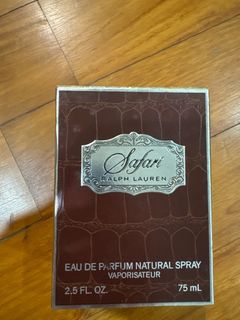 Safari
RALPH LAUREN
EAU DE PARFUM NATURAL SPRAY
VAPORISATEUR
2.5 FL. OZ. 75 mL